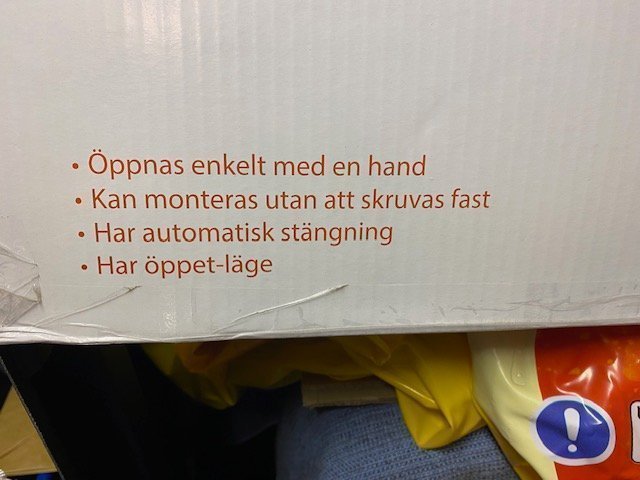 • Öppnas enkelt med en hand
• Kan monteras utan att skruvas fast
• Har automatisk stängning
• Har öppet-läge
!